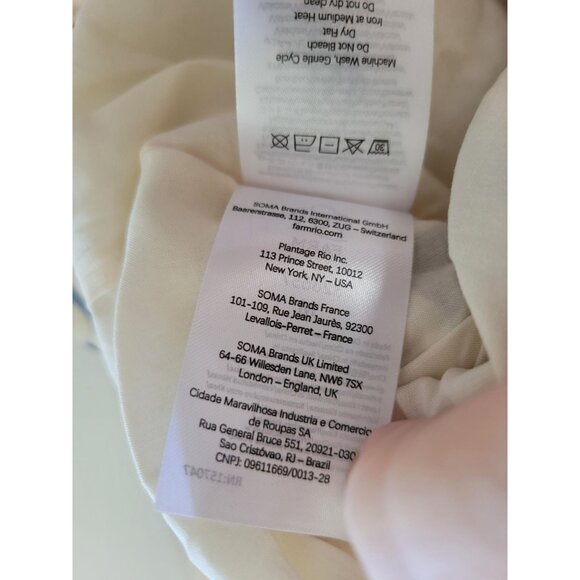 Do not dry clean
Iron at Medium Heat
Dry Flat
Do Not Bleach
Machine Wash, Gentle Cycle
30
SOMA Brands International GmbH
Baarerstrasse, 112, 6300, ZUG – Switzerland
farmrio.com
Plantage Rio Inc.
113 Prince Street, 10012
New York, NY – USA
SOMA Brands France
101-109, Rue Jean Jaurès, 92300
Levallois-Perret – France
SOMA Brands UK Limited
64-66 Willesden Lane, NW6 7SX
London – England, UK
Cidade Maravilhosa Industria e Comercio
de Roupas SA
Rua General Bruce 551, 20921-030
Sao Cristóvao, RJ – Brazil
CNPJ: 09611669/0013-28
RN:157047